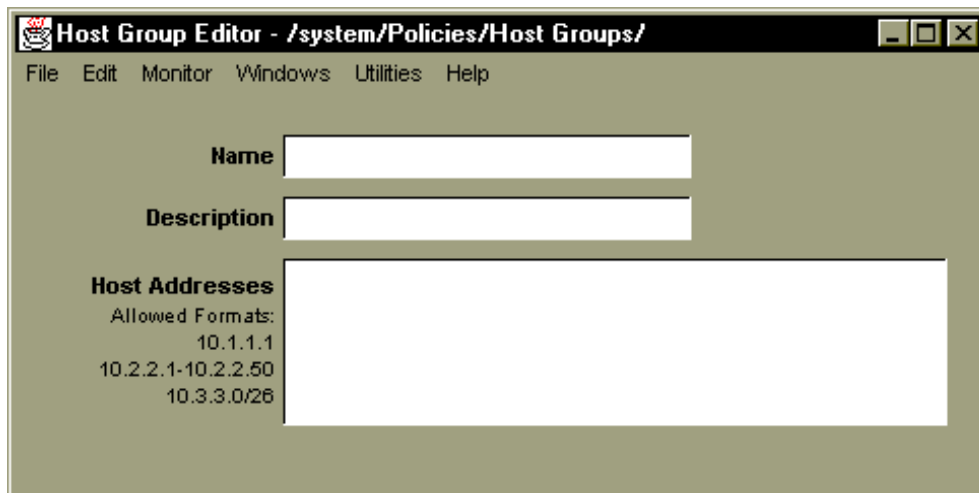 Host Group Editor - /system/Policies/Host Groups/
File Edit Monitor Windows Utilities Help
Name
Description
Host Addresses
Allowed Formats:
10.1.1.1
10.2.2.1-10.2.2.50
10.3.3.0/26